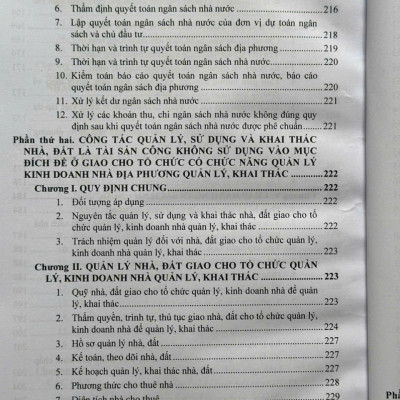 6. Thẩm định quyết toán ngân sách nhà nước 216
7. Lập quyết toán ngân sách nhà nước của đơn vị dự toán ngân
sách và chủ đầu tư 218
8. Thời hạn và trình tự quyết toán ngân sách địa phương 219
9. Thời hạn và trình tự quyết toán ngân sách nhà nước 220
10. Kiểm toán báo cáo quyết toán ngân sách nhà nước, báo cáo
quyết toán ngân sách địa phương 220
11. Xử lý kết dư ngân sách nhà nước 221
12. Xử lý các khoản thu, chi ngân sách nhà nước không đúng quy
định sau khi quyết toán ngân sách nhà nước được phê chuẩn 221
Phần thứ hai. CÔNG TÁC QUẢN LÝ, SỬ DỤNG VÀ KHAI THÁC
NHÀ, ĐẤT LÀ TÀI SẢN CÔNG KHÔNG SỬ DỤNG VÀO MỤC
ĐÍCH ĐỂ Ở GIAO CHO TỔ CHỨC CÓ CHỨC NĂNG QUẢN LÝ
KINH DOANH NHÀ ĐỊA PHƯƠNG QUẢN LÝ, KHAI THÁC 222
Chương I. QUY ĐỊNH CHUNG 222
1. Đối tượng áp dụng 222
2. Nguyên tắc quản lý, sử dụng và khai thác nhà, đất giao cho tổ
chức quản lý, kinh doanh nhà quản lý, khai thác 222
3. Trách nhiệm quản lý đối với nhà, đất giao cho tổ chức quản lý,
kinh doanh nhà quản lý, khai thác 223
Chương II. QUẢN LÝ NHÀ, ĐẤT GIAO CHO TỔ CHỨC QUẢN
LÝ, KINH DOANH NHÀ QUẢN LÝ, KHAI THÁC 223
1. Quỹ nhà, đất giao cho tổ chức quản lý, kinh doanh nhà để quản
lý, khai thác 223
2. Thẩm quyền, trình tự, thủ tục giao nhà, đất cho tổ chức quản lý,
kinh doanh nhà để quản lý, khai thác 224
3. Hồ sơ quản lý nhà, đất 227
4. Kế toán, theo dõi nhà, đất 227
5. Kế hoạch quản lý, khai thác nhà, đất 227
6. Phương thức cho thuê nhà 228
7. Diện tích nhà cho thuê 229